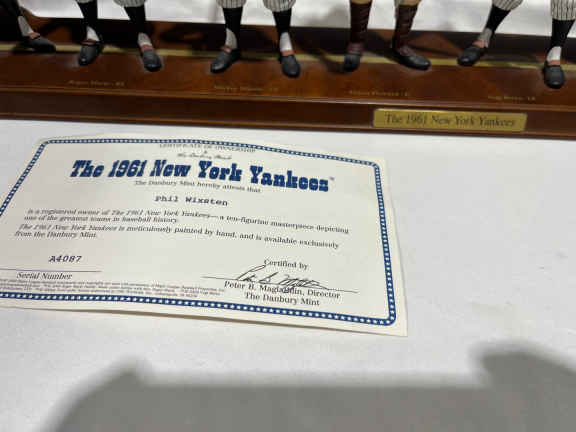 The 1961 New York Yankees
CERTIFICATE OF OWNERSHIP
The Danbury Mint
The 1961 New York Yankees™
The Danbury Mint hereby attests that
Phil Wixsten
is a registered owner of The 1961 New York Yankees—a ten-figurine masterpiece depicting
one of the greatest teams in baseball history.
The 1961 New York Yankees is meticulously painted by hand, and is available exclusively
from the Danbury Mint.
A4087
Serial Number
Certified by
Peter B. Maglathlin, Director
The Danbury Mint